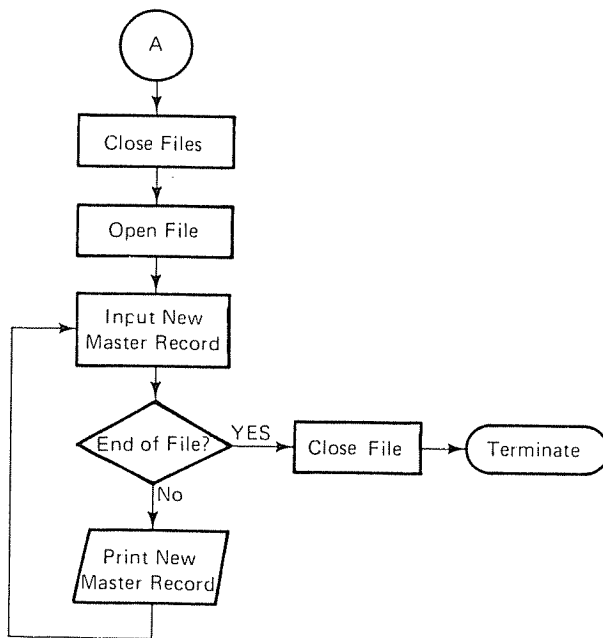 A
Close Files
Open File
Input New
Master Record
End of File?
YES
Close File
Terminate
No
Print New
Master Record